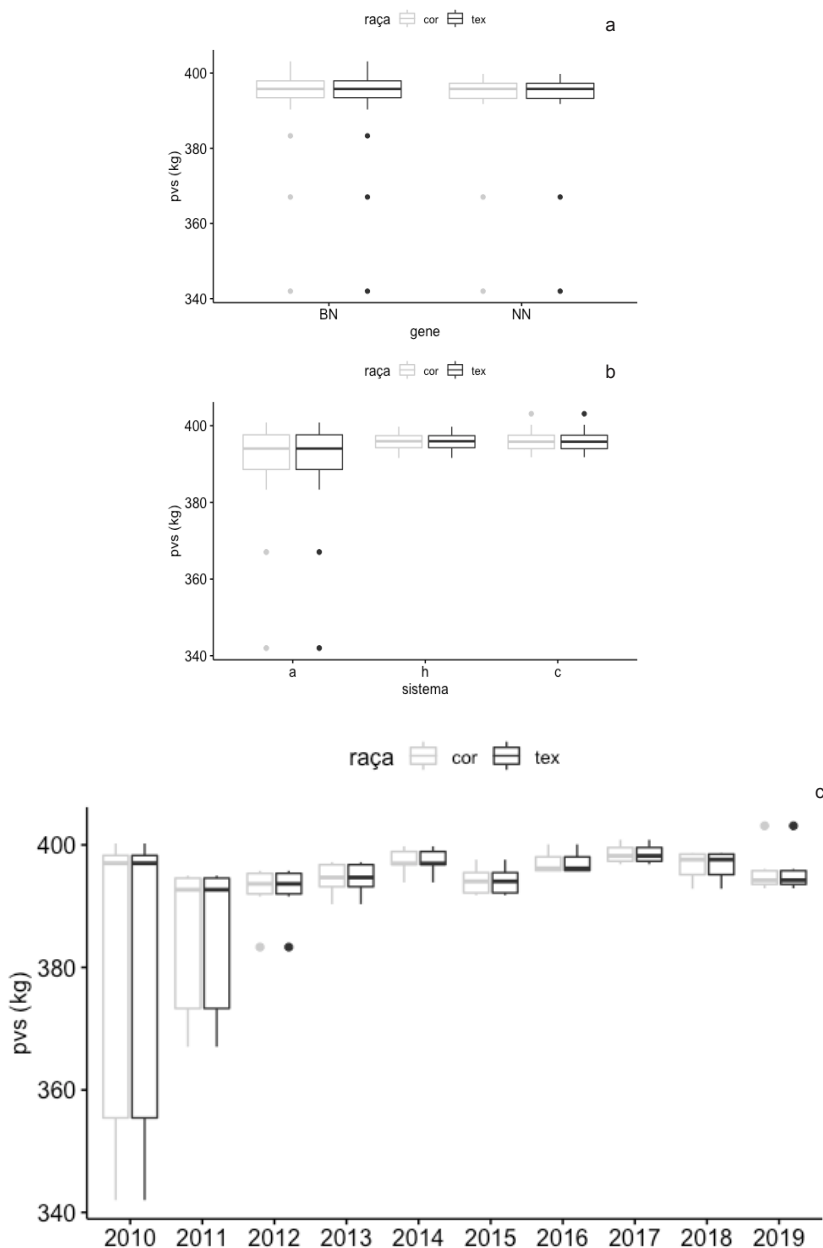 raça cor tex a
400
380
360
340
pvs (kg)
BN NN
gene
raça cor tex b
400
380
360
340
pvs (kg)
a h c
sistema
raça cor tex
c
400
380
360
340
pvs (kg)
2010 2011 2012 2013 2014 2015 2016 2017 2018 2019